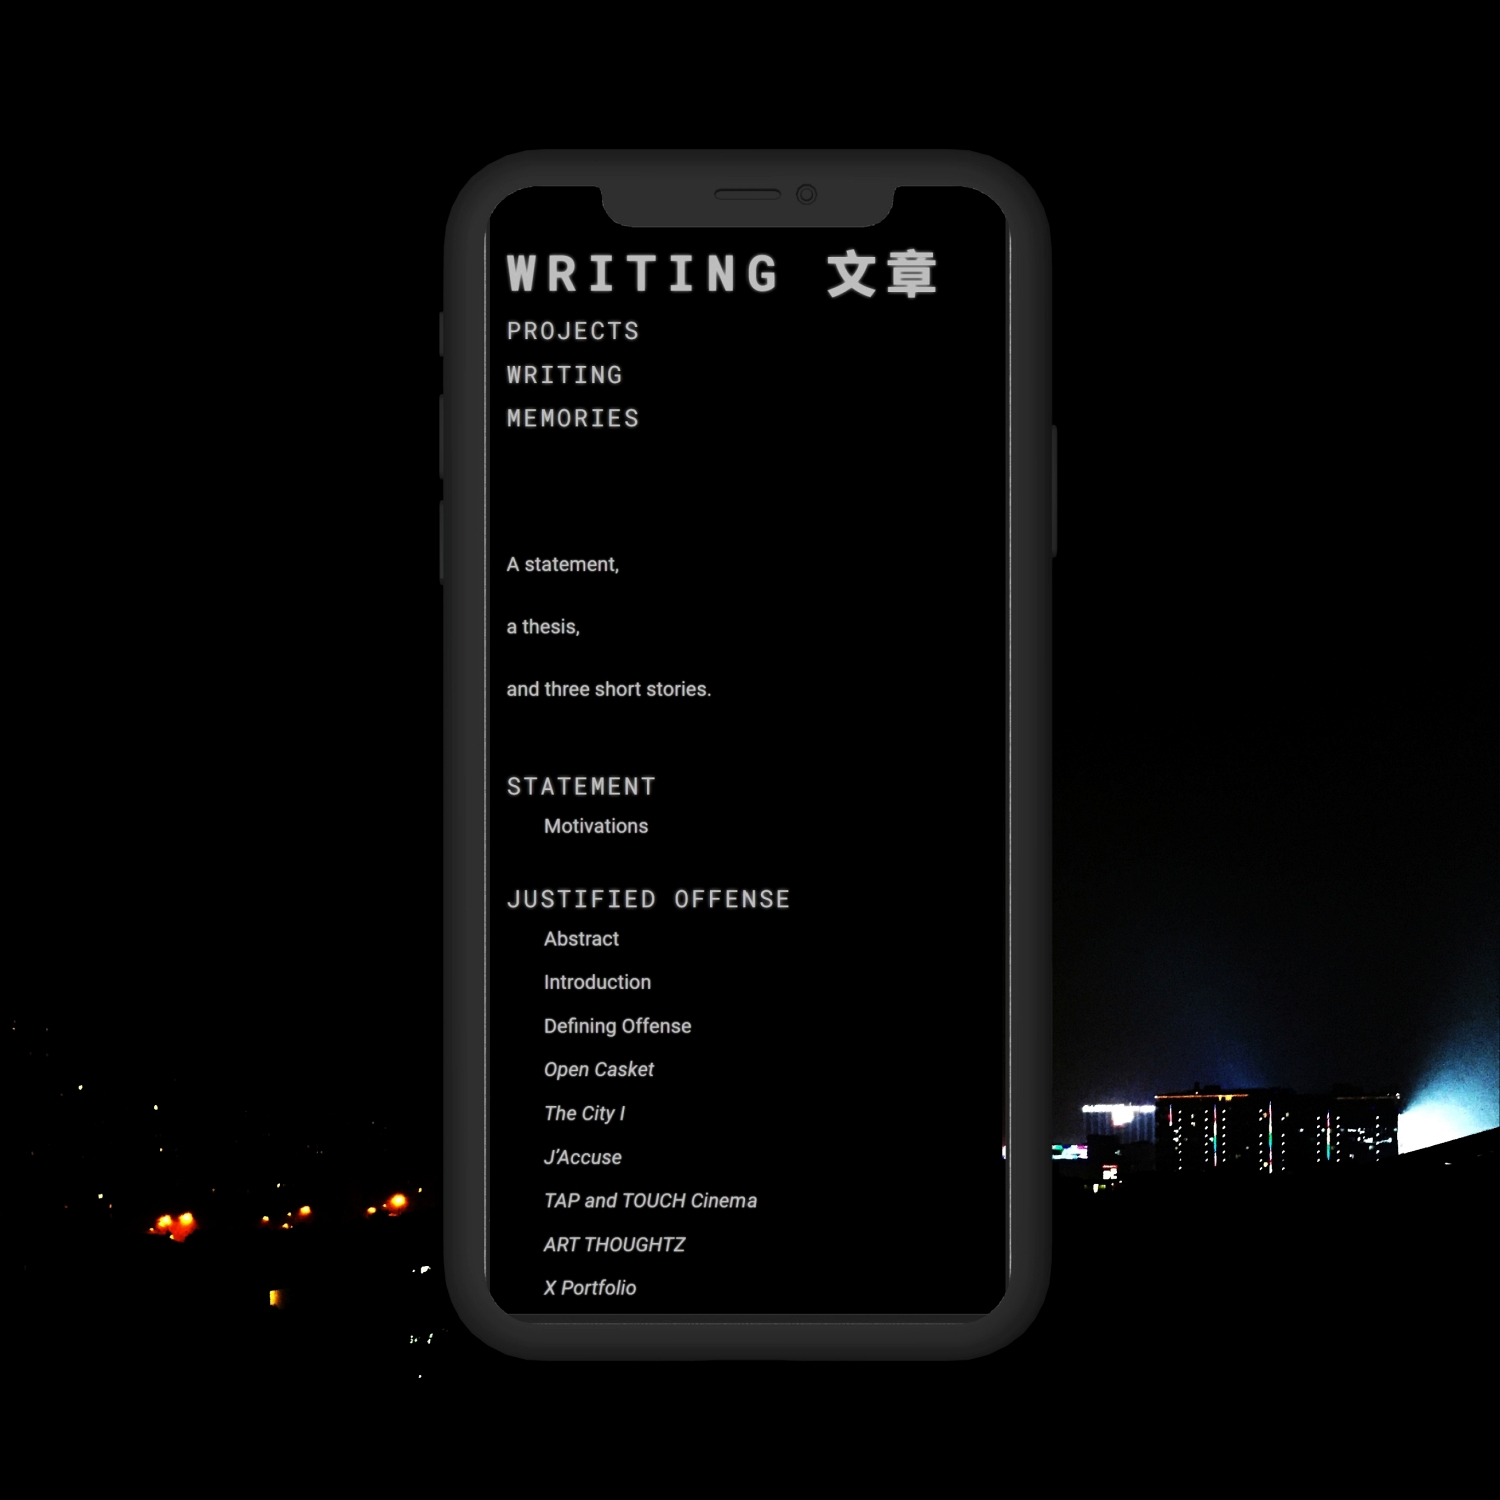 WRITING 文章
PROJECTS
WRITING
MEMORIES
A statement,
a thesis,
and three short stories.
STATEMENT
Motivations
JUSTIFIED OFFENSE
Abstract
Introduction
Defining Offense
Open Casket
The City I
J'Accuse
TAP and TOUCH Cinema
ART THOUGHTZ
X Portfolio